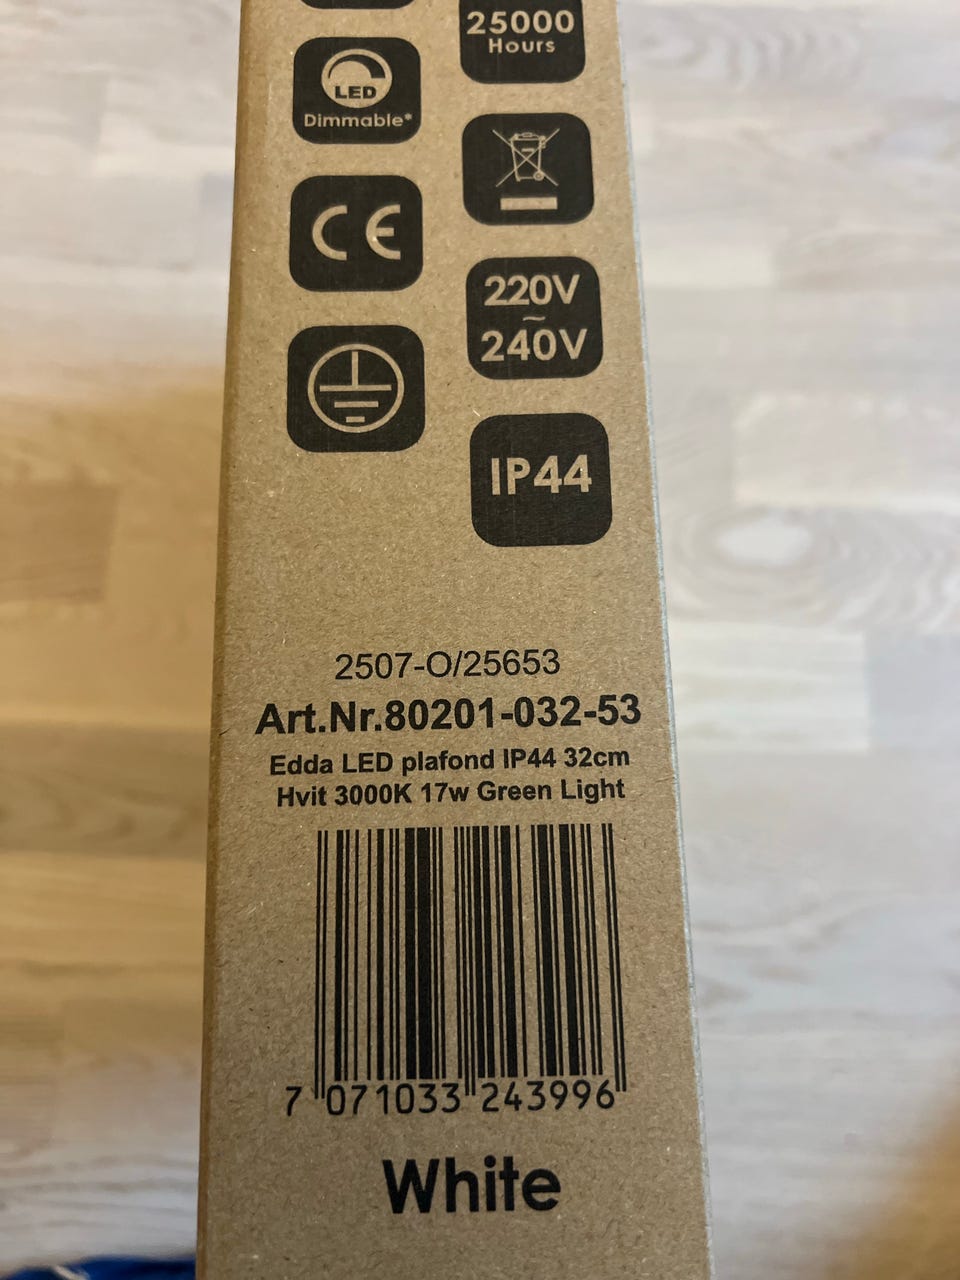 25000
Hours
LED
Dimmable*
CE
220V
~
240V
IP44
2507-O/25653
Art.Nr.80201-032-53
Edda LED plafond IP44 32cm
Hvit 3000K 17w Green Light
7 071033 243996
White